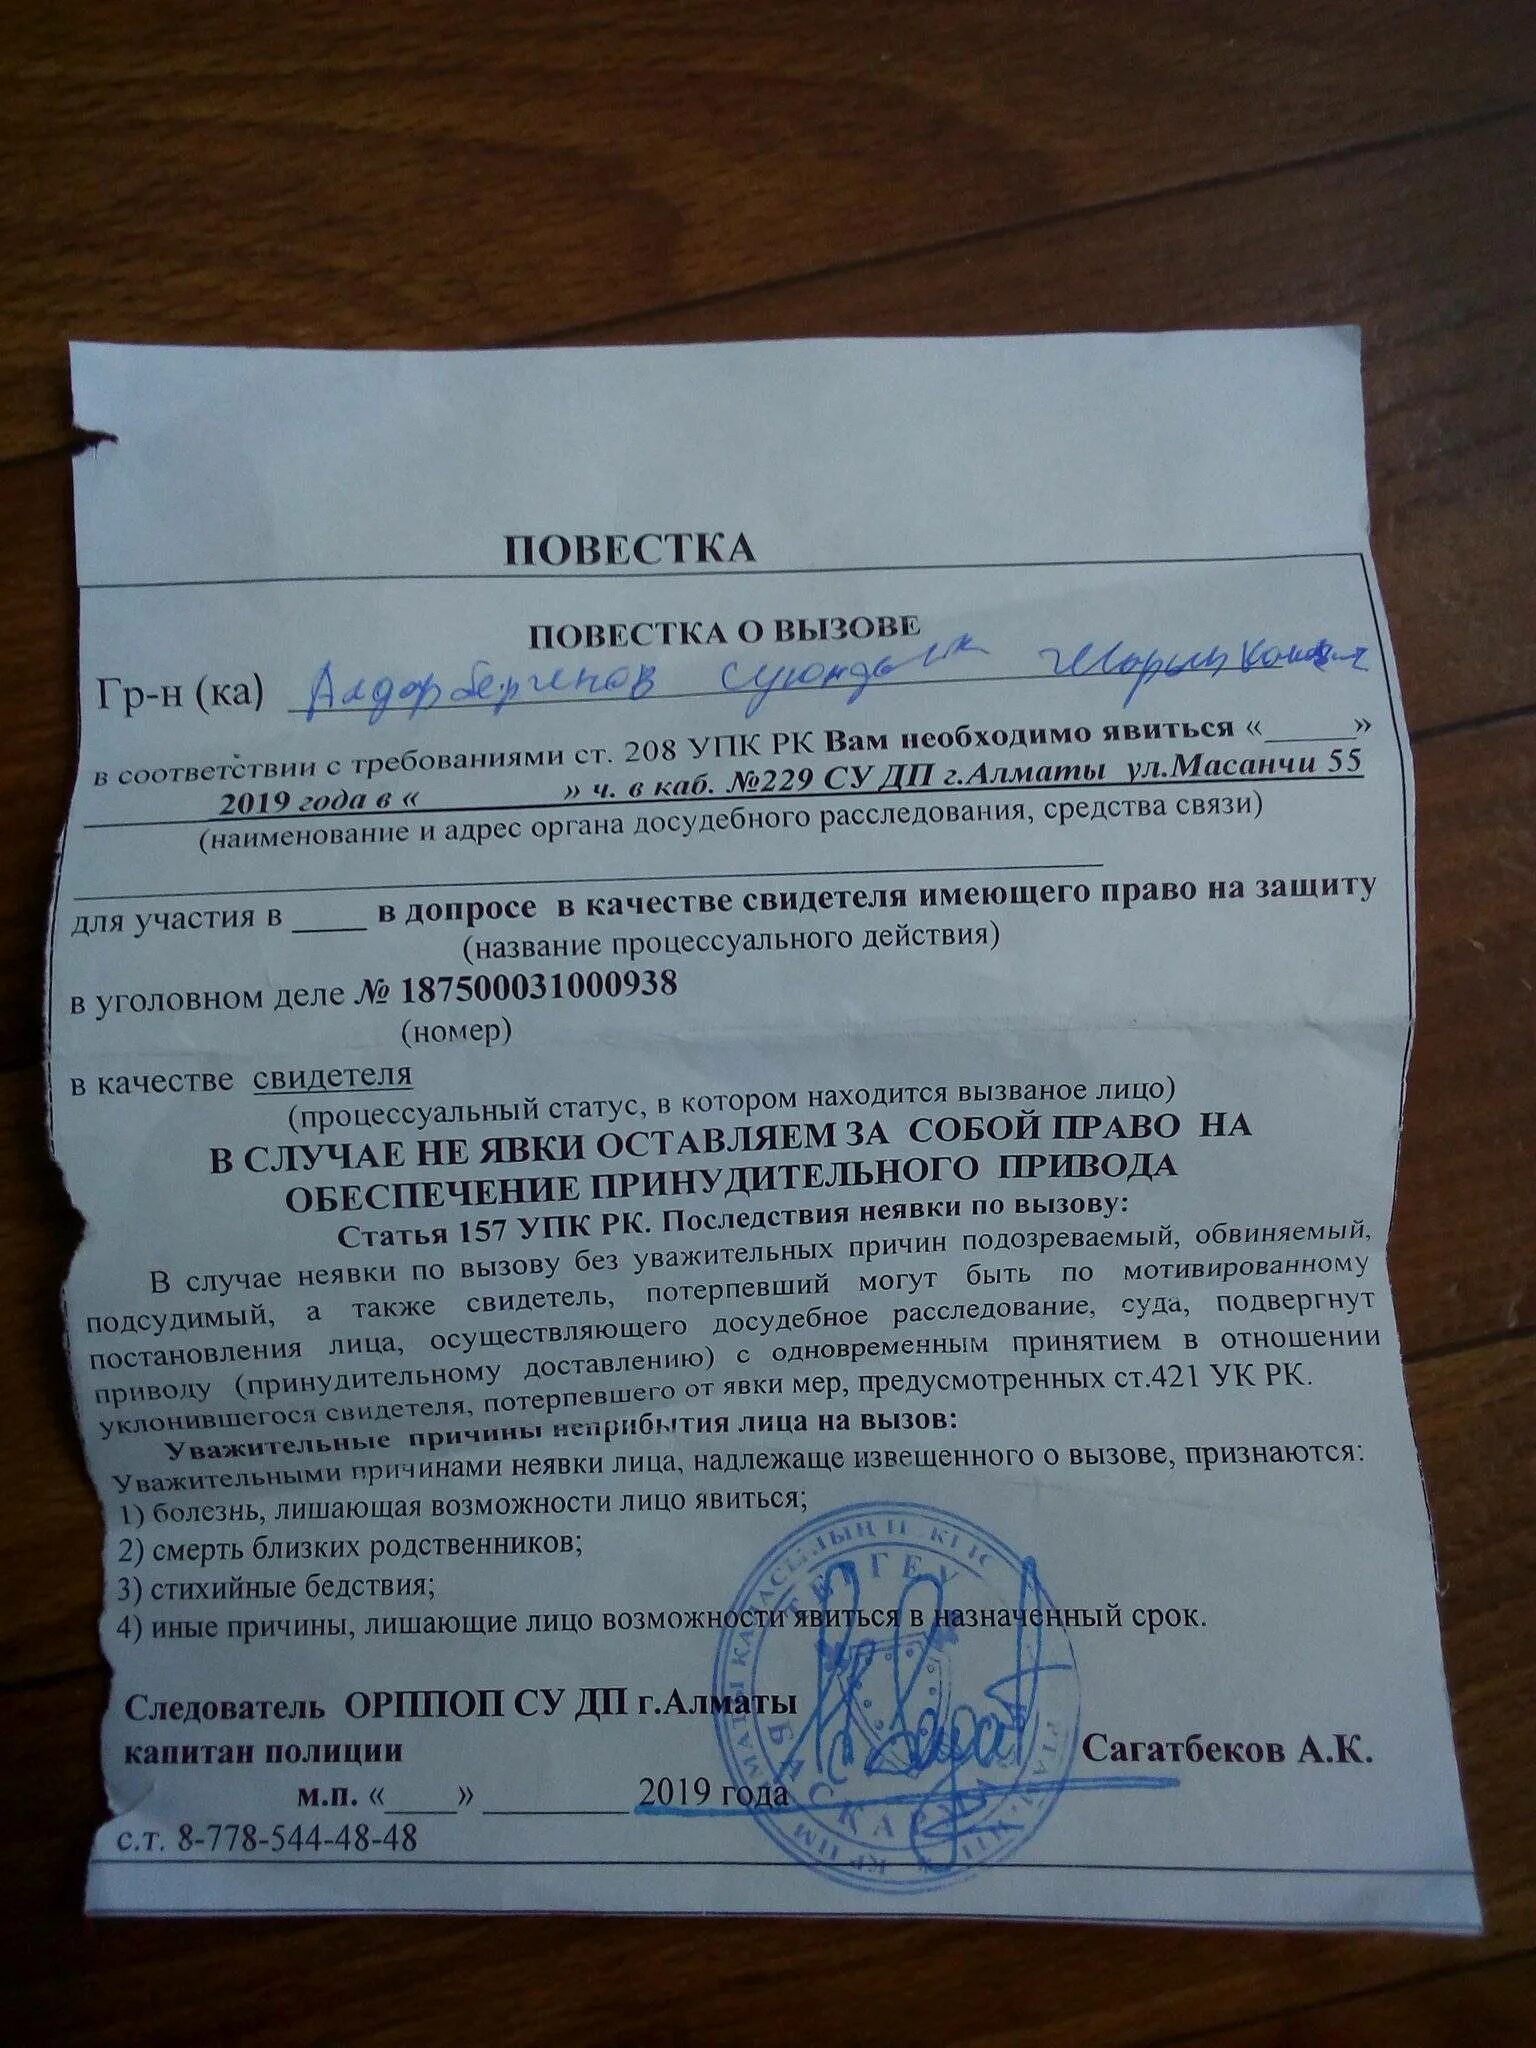 ПОВЕСТКА
ПОВЕСТКА О ВЫЗОВЕ
Гр-н (ка)
в соответствии с требованиями ст. 208 УПК РК Вам необходимо явиться «_____»
2019 года в «_________» ч. в каб. №229 СУ ДП г.Алматы ул.Масанчи 55
(наименование и адрес органа досудебного расследования, средства связи)
для участия в ____ в допросе в качестве свидетеля имеющего право на защиту
(название процессуального действия)
в уголовном деле № 187500031000938
(номер)
в качестве свидетеля
(процессуальный статус, в котором находится вызваное лицо)
В СЛУЧАЕ НЕ ЯВКИ ОСТАВЛЯЕМ ЗА СОБОЙ ПРАВО НА
ОБЕСПЕЧЕНИЕ ПРИНУДИТЕЛЬНОГО ПРИВОДА
Статья 157 УПК РК. Последствия неявки по вызову:
В случае неявки по вызову без уважительных причин подозреваемый, обвиняемый,
подсудимый, а также свидетель, потерпевший могут быть по мотивированному
постановления лица, осуществляющего досудебное расследование, суда, подвергнут
приводу (принудительному доставлению) с одновременным принятием в отношении
уклонившегося свидетеля, потерпевшего от явки мер, предусмотренных ст.421 УК РК.
Уважительные причины неприбытия лица на вызов:
Уважительными причинами неявки лица, надлежаще извешенного о вызове, признаются:
1) болезнь, лишающая возможности лицо явиться;
2) смерть близких родственников;
3) стихийные бедствия;
4) иные причины, лишающие лицо возможности явиться в назначенный срок.
Следователь ОРППОП СУ ДП г.Алматы
капитан полиции Сагатбеков А.К.
м.п. «____» ________ 2019 года
с.т. 8-778-544-48-48
ТЕРГЕУ
БАСҚАРМАСЫ